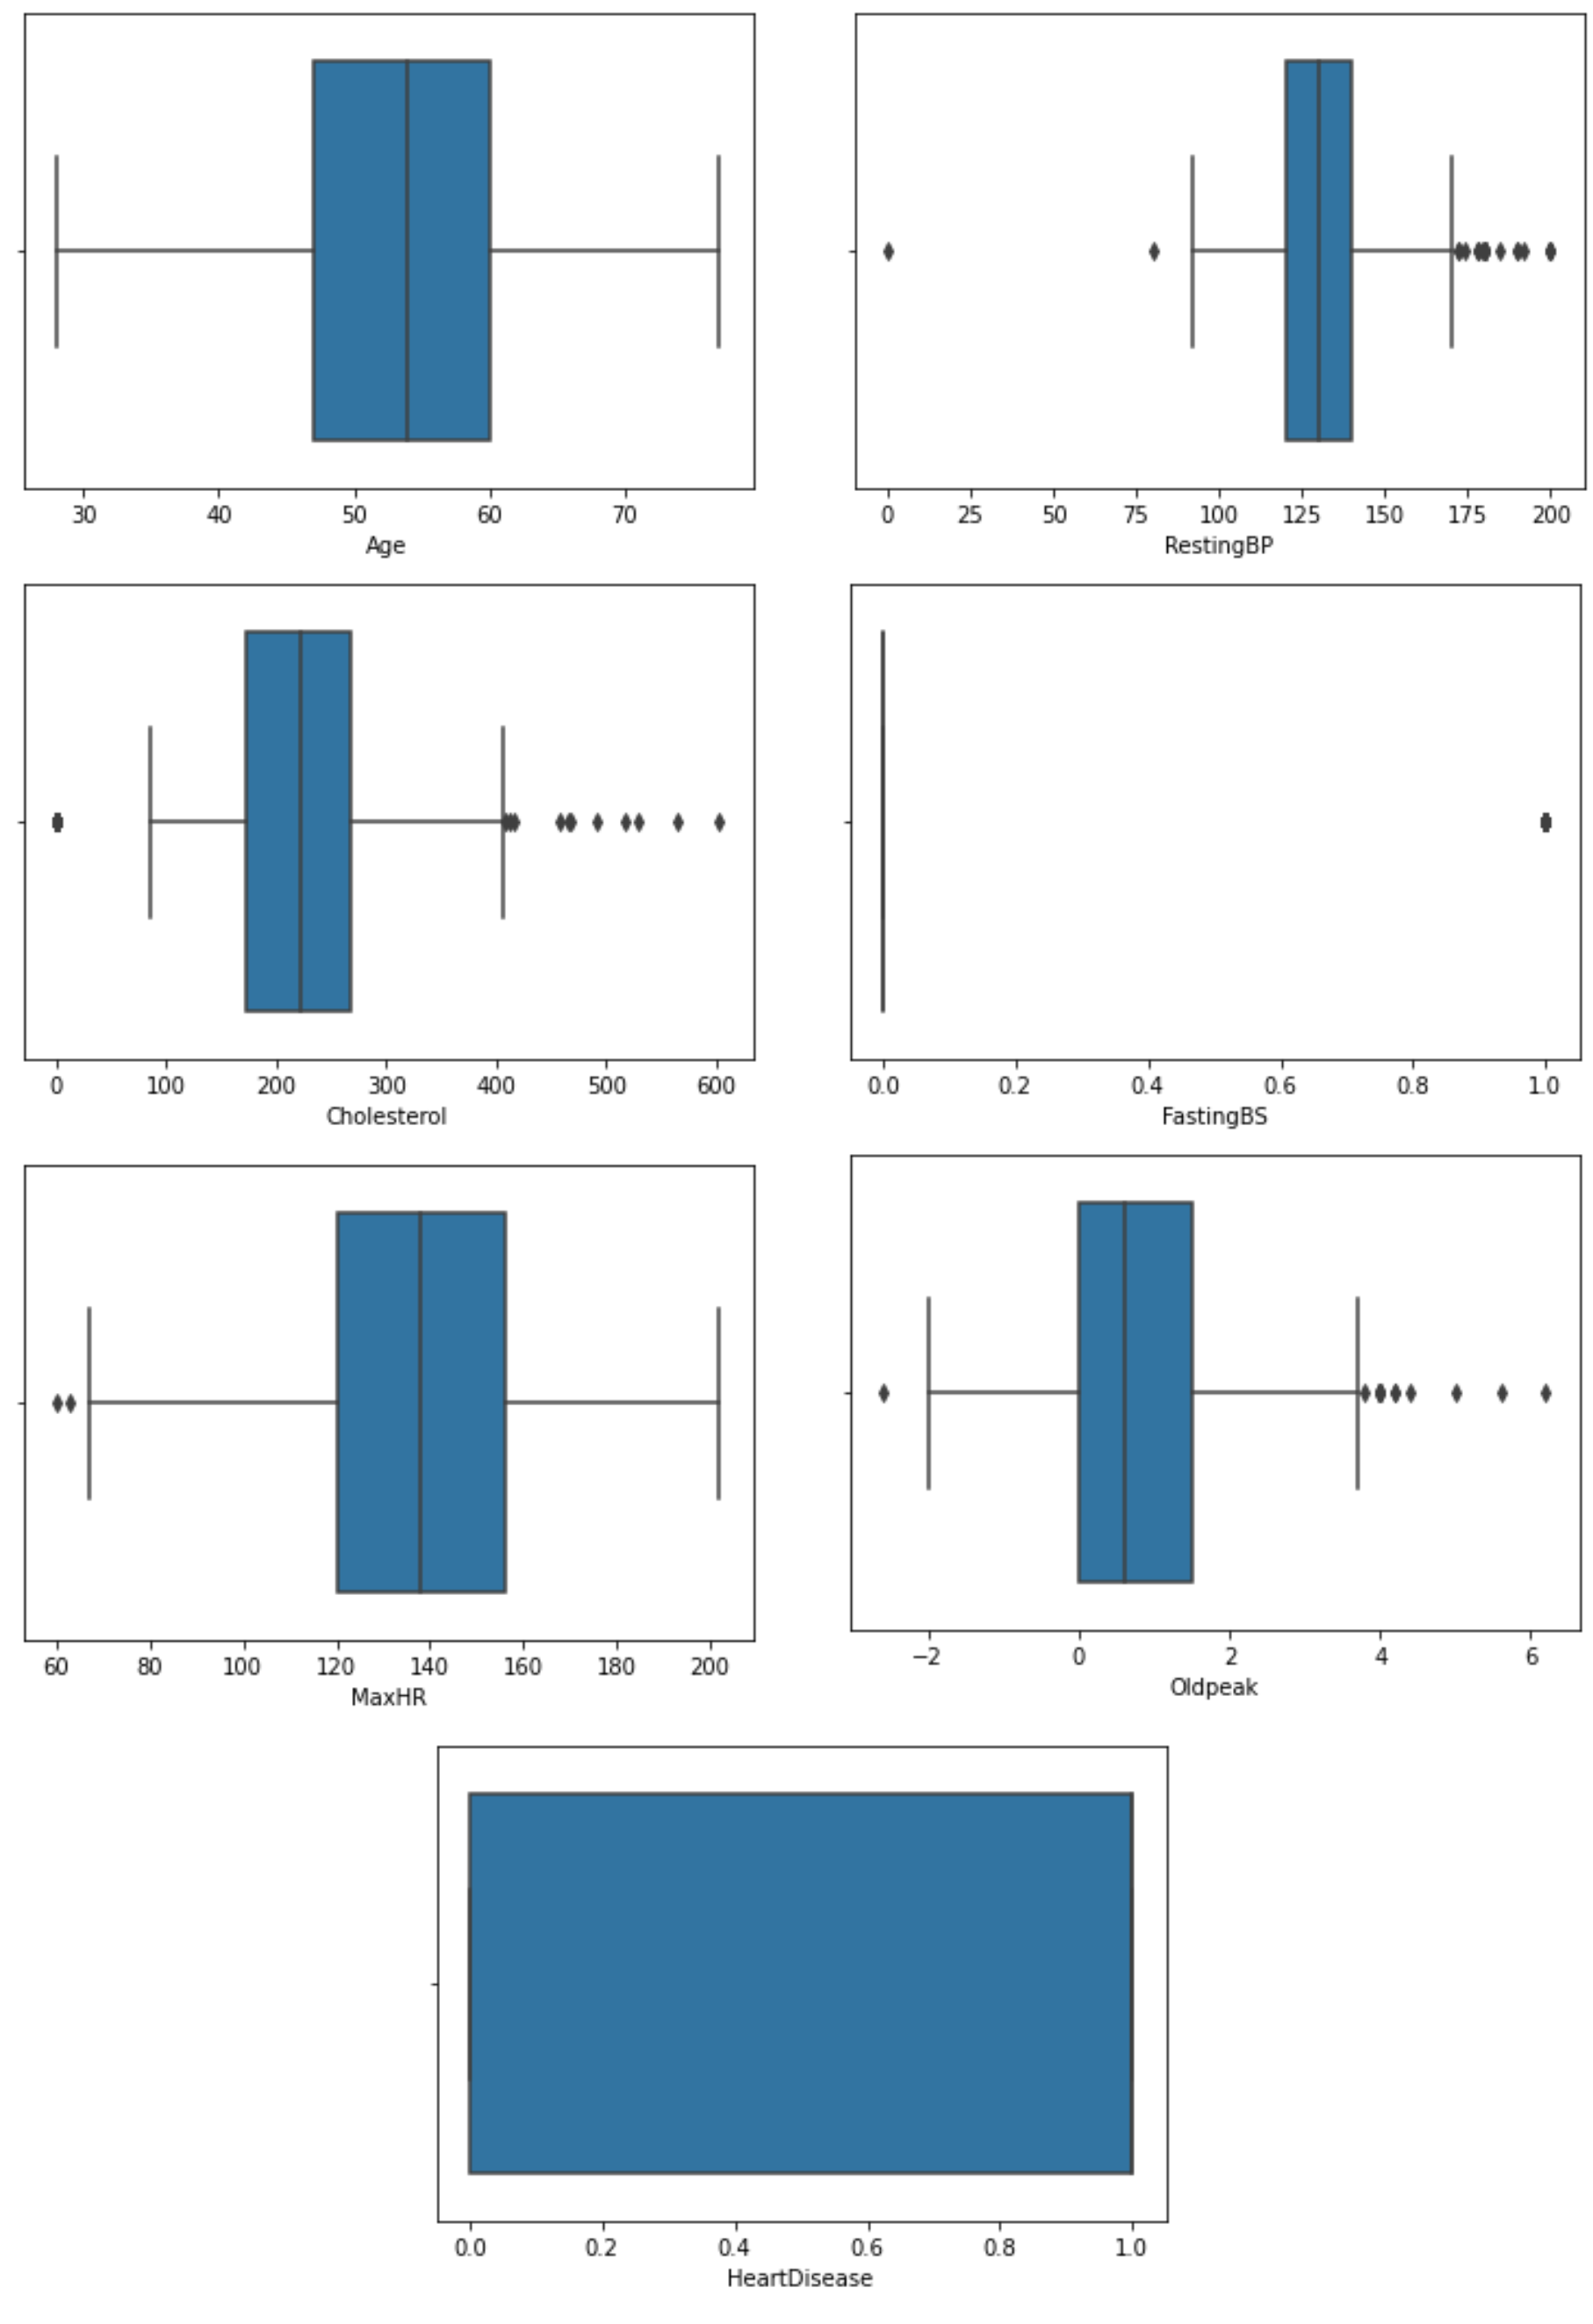 30 40 50 60 70
Age
0 25 50 75 100 125 150 175 200
RestingBP
0 100 200 300 400 500 600
Cholesterol
0.0 0.2 0.4 0.6 0.8 1.0
FastingBS
60 80 100 120 140 160 180 200
MaxHR
−2 0 2 4 6
Oldpeak
0.0 0.2 0.4 0.6 0.8 1.0
HeartDisease